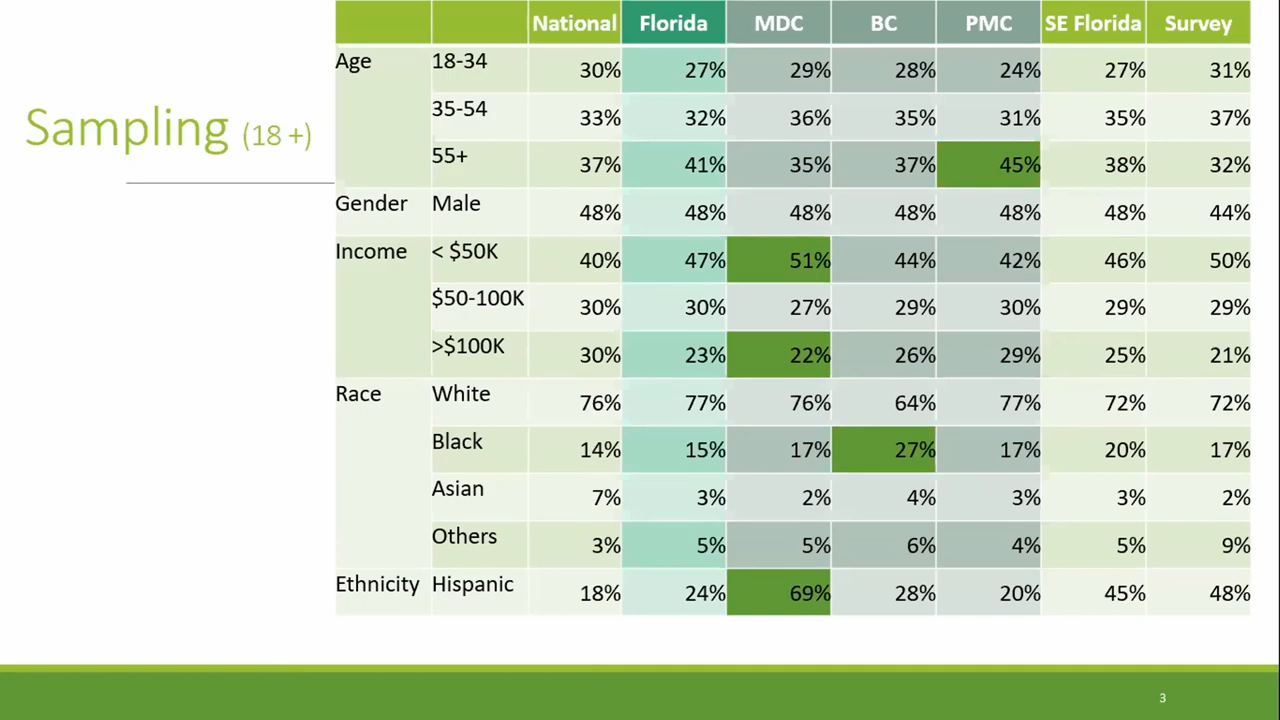 Sampling (18 +)
National Florida MDC BC PMC SE Florida Survey
Age 18-34 30% 27% 29% 28% 24% 27% 31%
35-54 33% 32% 36% 35% 31% 35% 37%
55+ 37% 41% 35% 37% 45% 38% 32%
Gender Male 48% 48% 48% 48% 48% 48% 44%
Income < $50K 40% 47% 51% 44% 42% 46% 50%
$50-100K 30% 30% 27% 29% 30% 29% 29%
>$100K 30% 23% 22% 26% 29% 25% 21%
Race White 76% 77% 76% 64% 77% 72% 72%
Black 14% 15% 17% 27% 17% 20% 17%
Asian 7% 3% 2% 4% 3% 3% 2%
Others 3% 5% 5% 6% 4% 5% 9%
Ethnicity Hispanic 18% 24% 69% 28% 20% 45% 48%
3